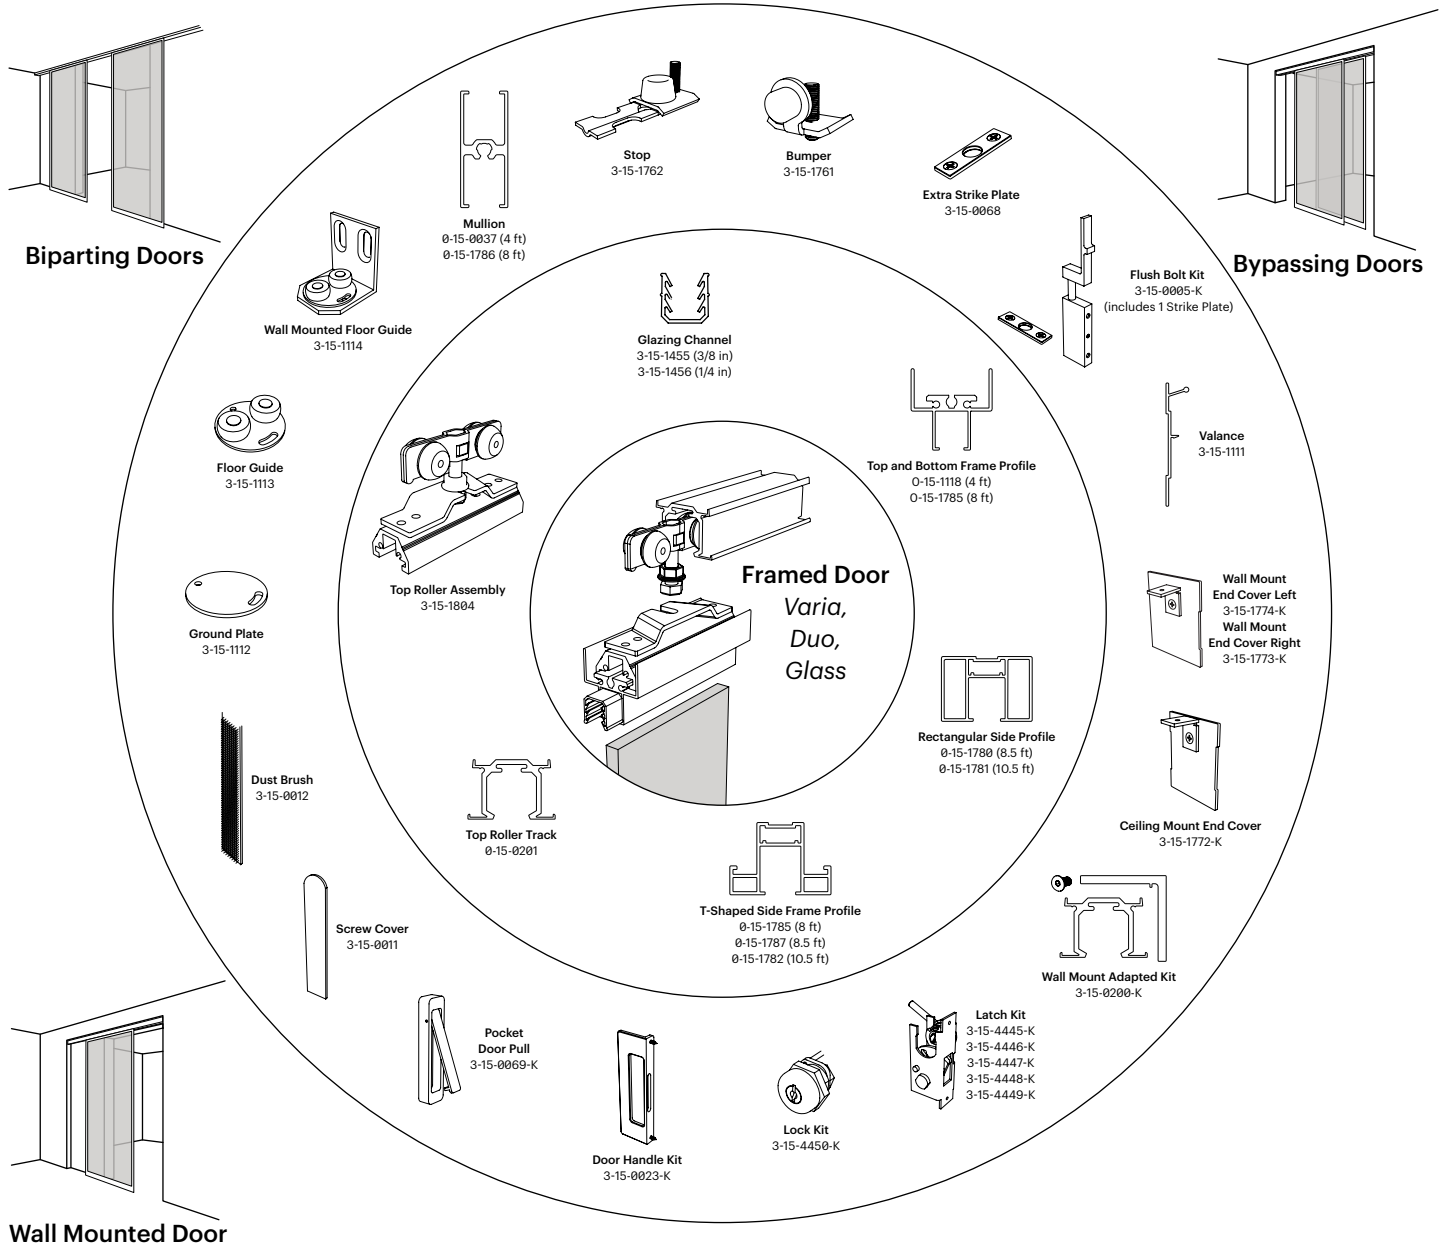 Biparting Doors
Bypassing Doors
Wall Mounted Door
Stop
3-15-1762
Bumper
3-15-1761
Extra Strike Plate
3-15-0068
Mullion
0-15-0037 (4 ft)
0-15-1786 (8 ft)
Flush Bolt Kit
3-15-0005-K
(includes 1 Strike Plate)
Wall Mounted Floor Guide
3-15-1114
Glazing Channel
3-15-1455 (3/8 in)
3-15-1456 (1/4 in)
Valance
3-15-1111
Floor Guide
3-15-1113
Top and Bottom Frame Profile
O-15-1118 (4 ft)
O-15-1785 (8 ft)
Top Roller Assembly
3-15-1804
Framed Door
Varia,
Duo,
Glass
Wall Mount
End Cover Left
3-15-1774-K
Wall Mount
End Cover Right
3-15-1773-K
Ground Plate
3-15-1112
Rectangular Side Profile
0-15-1780 (8.5 ft)
0-15-1781 (10.5 ft)
Dust Brush
3-15-0012
Top Roller Track
0-15-0201
Ceiling Mount End Cover
3-15-1772-K
T-Shaped Side Frame Profile
0-15-1785 (8 ft)
0-15-1787 (8.5 ft)
0-15-1782 (10.5 ft)
Screw Cover
3-15-0011
Wall Mount Adapted Kit
3-15-0200-K
Pocket
Door Pull
3-15-0069-K
Latch Kit
3-15-4445-K
3-15-4446-K
3-15-4447-K
3-15-4448-K
3-15-4449-K
Lock Kit
3-15-4450-K
Door Handle Kit
3-15-0023-K